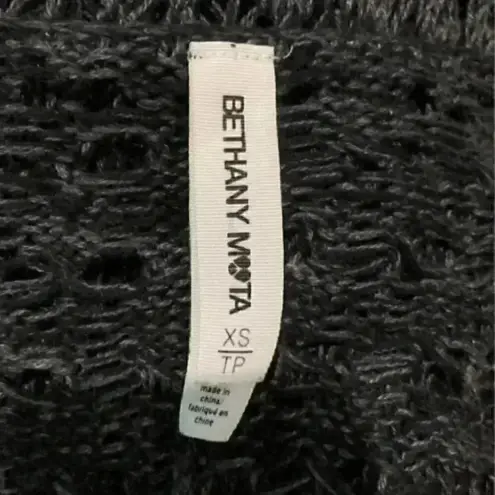 BETHANY MOTA
XS
TP
made in
china
fabriqué en
chine